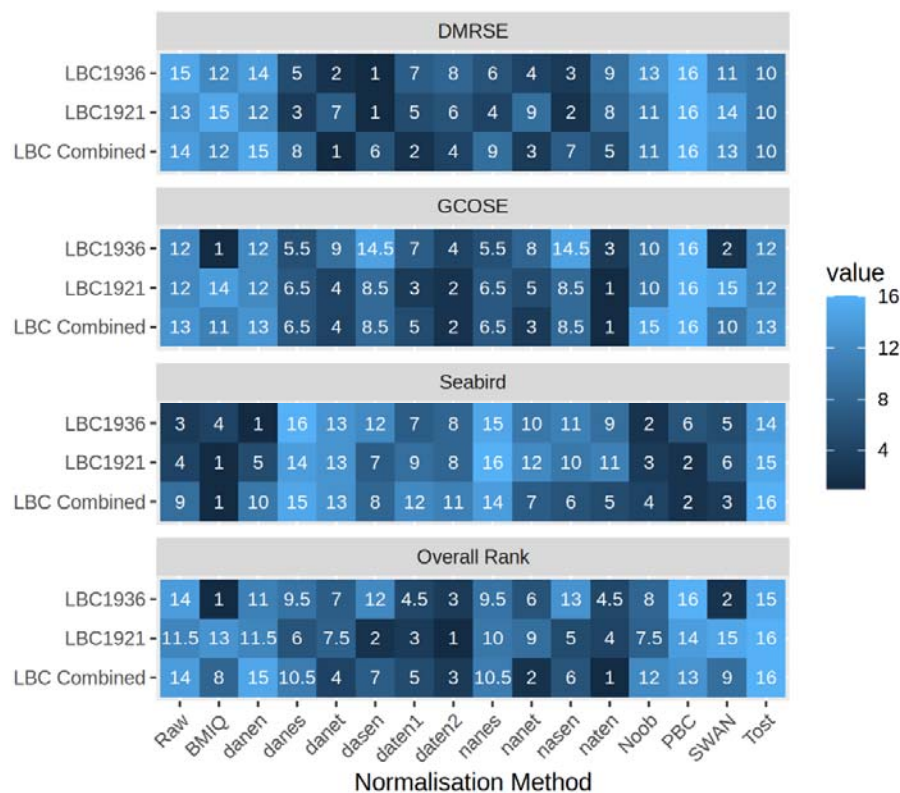 DMRSE
LBC1936 15 12 14 5 2 1 7 8 6 4 3 9 13 16 11 10
LBC1921 13 15 12 3 7 1 5 6 4 9 2 8 11 16 14 10
LBC Combined 14 12 15 8 1 6 2 4 9 3 7 5 11 16 13 10
GCOSE
LBC1936 12 1 12 5.5 9 14.5 7 4 5.5 8 14.5 3 10 16 2 12
LBC1921 12 14 12 6.5 4 8.5 3 2 6.5 5 8.5 1 10 16 15 12
LBC Combined 13 11 13 6.5 4 8.5 5 2 6.5 3 8.5 1 15 16 10 13
Seabird
LBC1936 3 4 1 16 13 12 7 8 15 10 11 9 2 6 5 14
LBC1921 4 1 5 14 13 7 9 8 16 12 10 11 3 2 6 15
LBC Combined 9 1 10 15 13 8 12 11 14 7 6 5 4 2 3 16
Overall Rank
LBC1936 14 1 11 9.5 7 12 4.5 3 9.5 6 13 4.5 8 16 2 15
LBC1921 11.5 13 11.5 6 7.5 2 3 1 10 9 5 4 7.5 14 15 16
LBC Combined 14 8 15 10.5 4 7 5 3 10.5 2 6 1 12 13 9 16
Raw BMIQ danen danes danet dasen daten1 daten2 nanes nanet nasen naten Noob PBC SWAN Tost
Normalisation Method
value
16
12
8
4